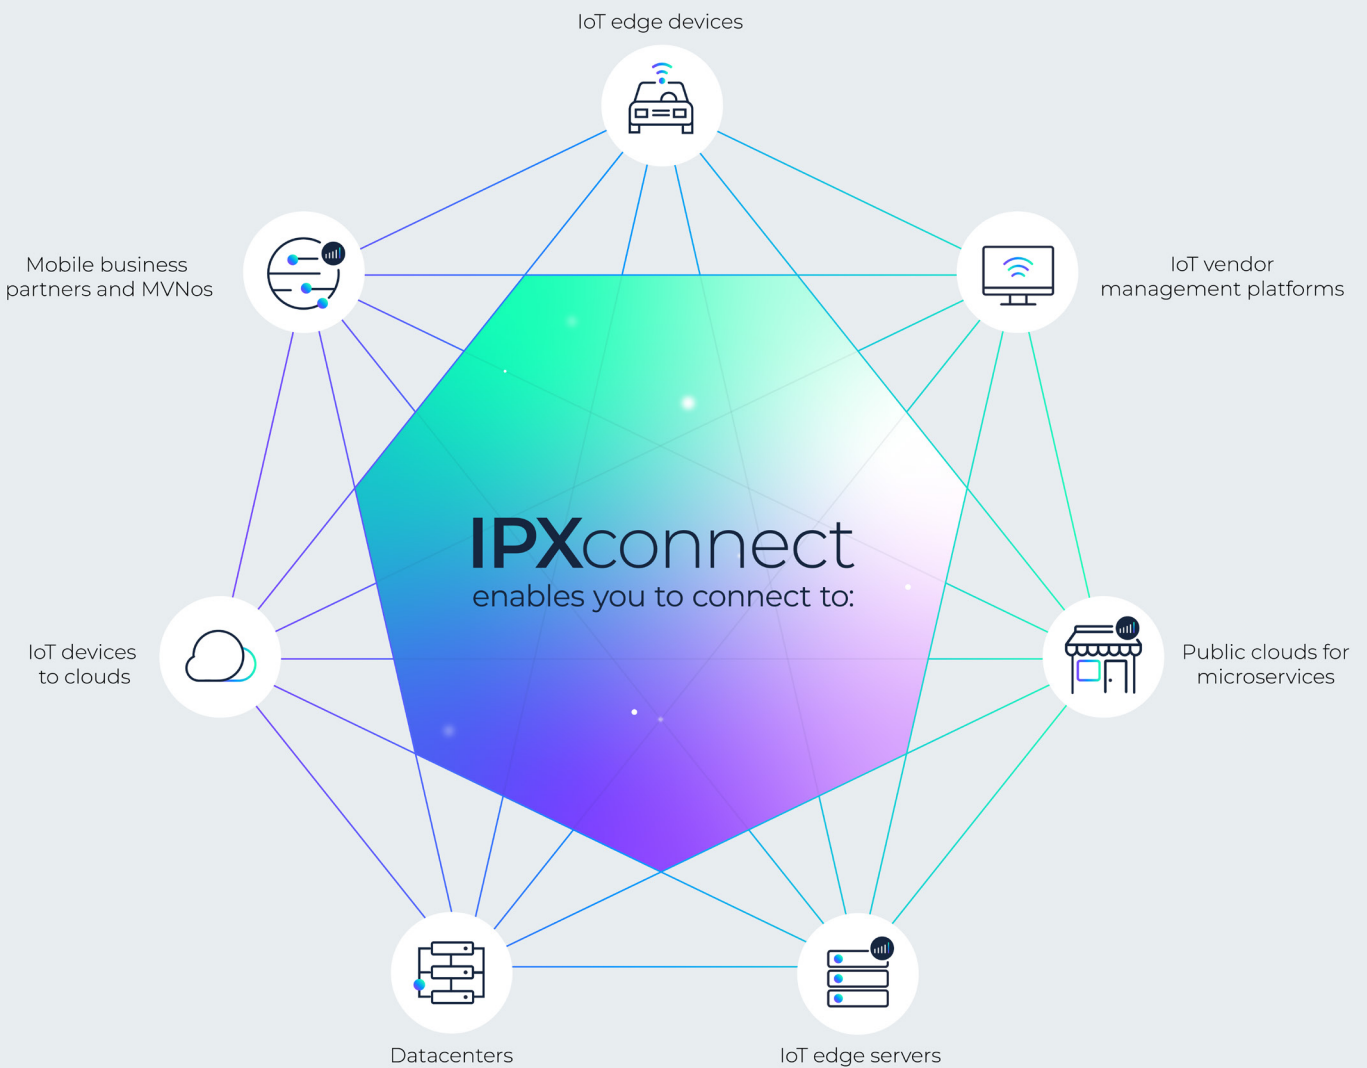 IoT edge devices
Mobile business
partners and MVNos
IoT vendor
management platforms
IPXconnect
enables you to connect to:
IoT devices
to clouds
Public clouds for
microservices
Datacenters
IoT edge servers